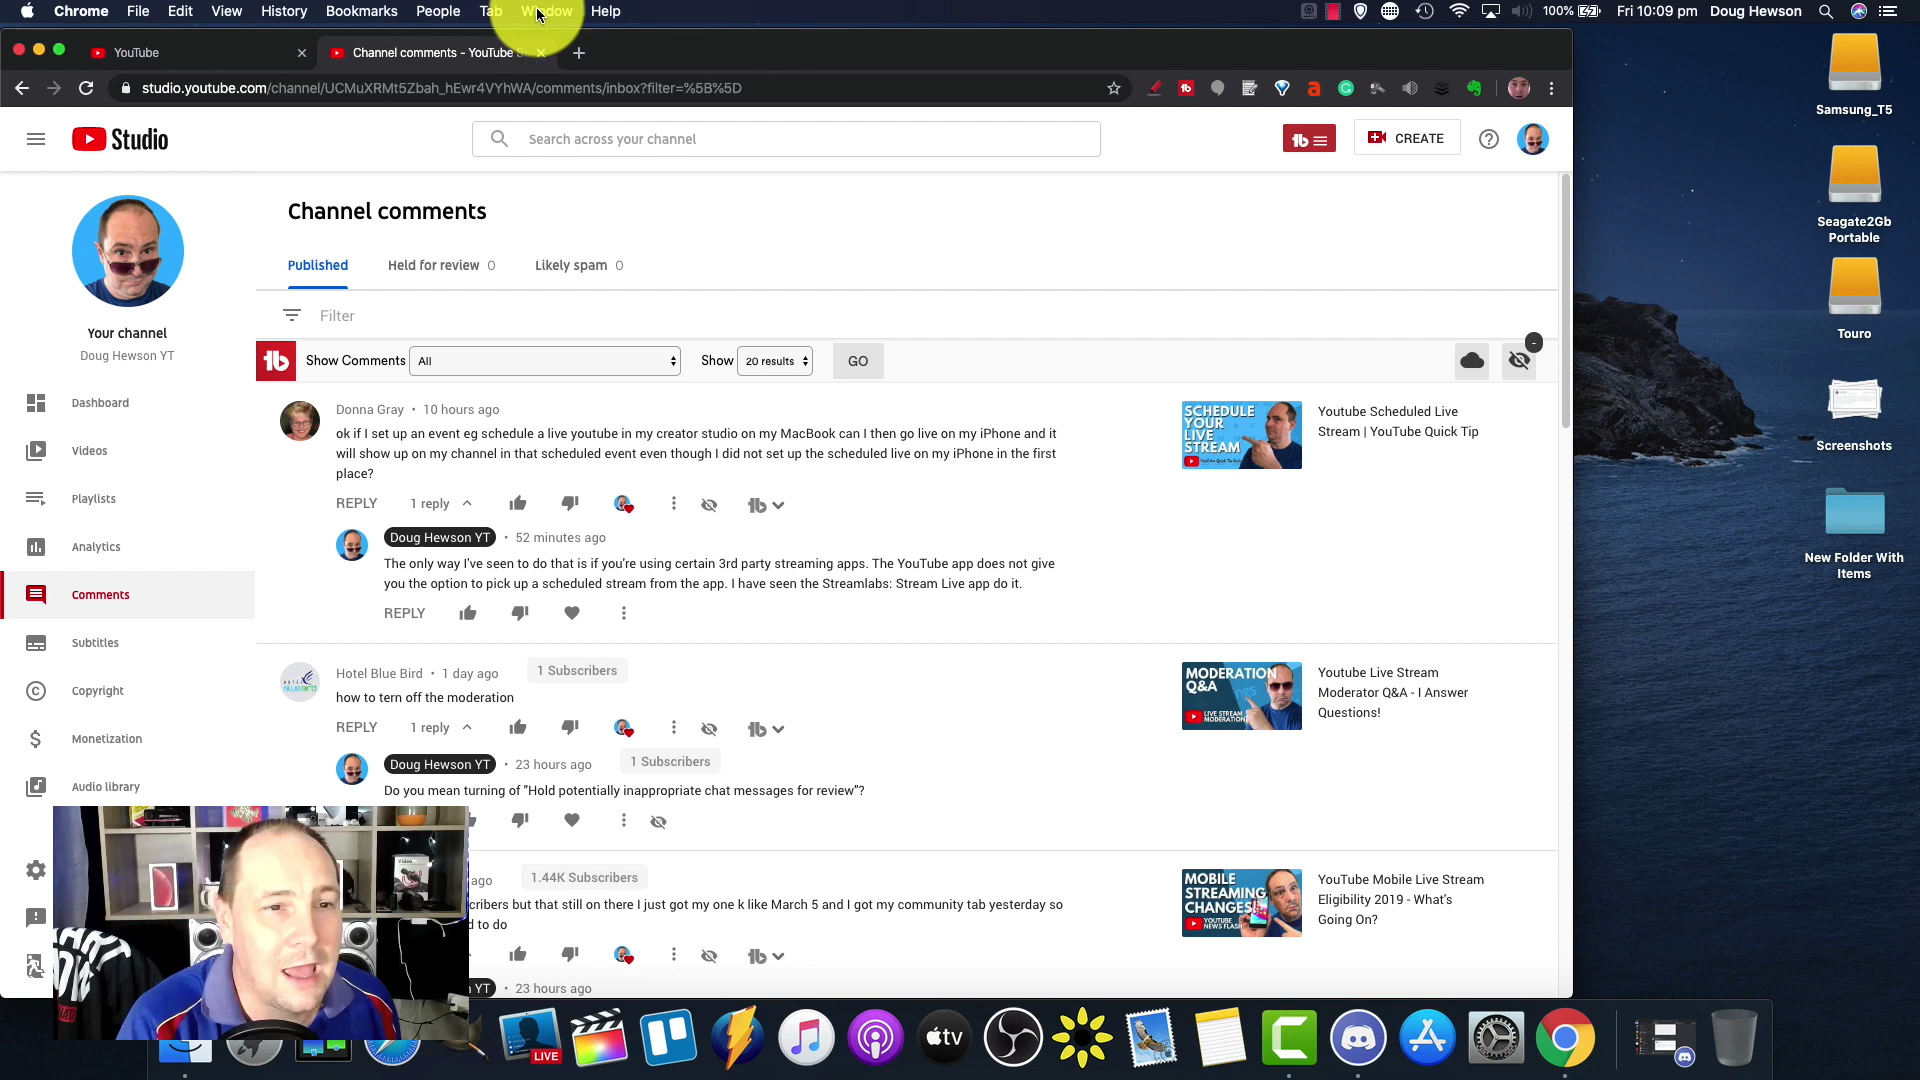 Chrome File Edit View History Bookmarks People Tab Window Help
100% Fri 10:09 pm Doug Hewson
YouTube
Channel comments - YouTube S
studio.youtube.com/channel/UCMuXRMt5Zbah_hEwr4VYhWA/comments/inbox?filter=%5B%5D
Studio
Search across your channel
CREATE
Channel comments
Published Held for review 0 Likely spam 0
Filter
Show Comments All Show 20 results GO
-
Your channel
Doug Hewson YT
Dashboard
Videos
Playlists
Analytics
Comments
Subtitles
Copyright
Monetization
Audio library
Donna Gray • 10 hours ago
ok if I set up an event eg schedule a live youtube in my creator studio on my MacBook can I then go live on my iPhone and it
will show up on my channel in that scheduled event even though I did not set up the scheduled live on my iPhone in the first
place?
REPLY 1 reply
SCHEDULE
YOUR
LIVE
STREAM
Youtube Scheduled Live
Stream | YouTube Quick Tip
Doug Hewson YT • 52 minutes ago
The only way I've seen to do that is if you're using certain 3rd party streaming apps. The YouTube app does not give
you the option to pick up a scheduled stream from the app. I have seen the Streamlabs: Stream Live app do it.
REPLY
Hotel Blue Bird • 1 day ago 1 Subscribers
how to tern off the moderation
REPLY 1 reply
MODERATION
Q&A
LIVE STREAM
MODERATION
Youtube Live Stream
Moderator Q&A - I Answer
Questions!
Doug Hewson YT • 23 hours ago 1 Subscribers
Do you mean turning of "Hold potentially inappropriate chat messages for review"?
ago 1.44K Subscribers
cribers but that still on there I just got my one k like March 5 and I got my community tab yesterday so
d to do
MOBILE
STREAMING
CHANGES
YOUTUBE
NEWS FLASH
YouTube Mobile Live Stream
Eligibility 2019 - What's
Going On?
YT • 23 hours ago
Samsung_T5
Seagate2Gb
Portable
Touro
Screenshots
New Folder With
Items
LIVE
tv